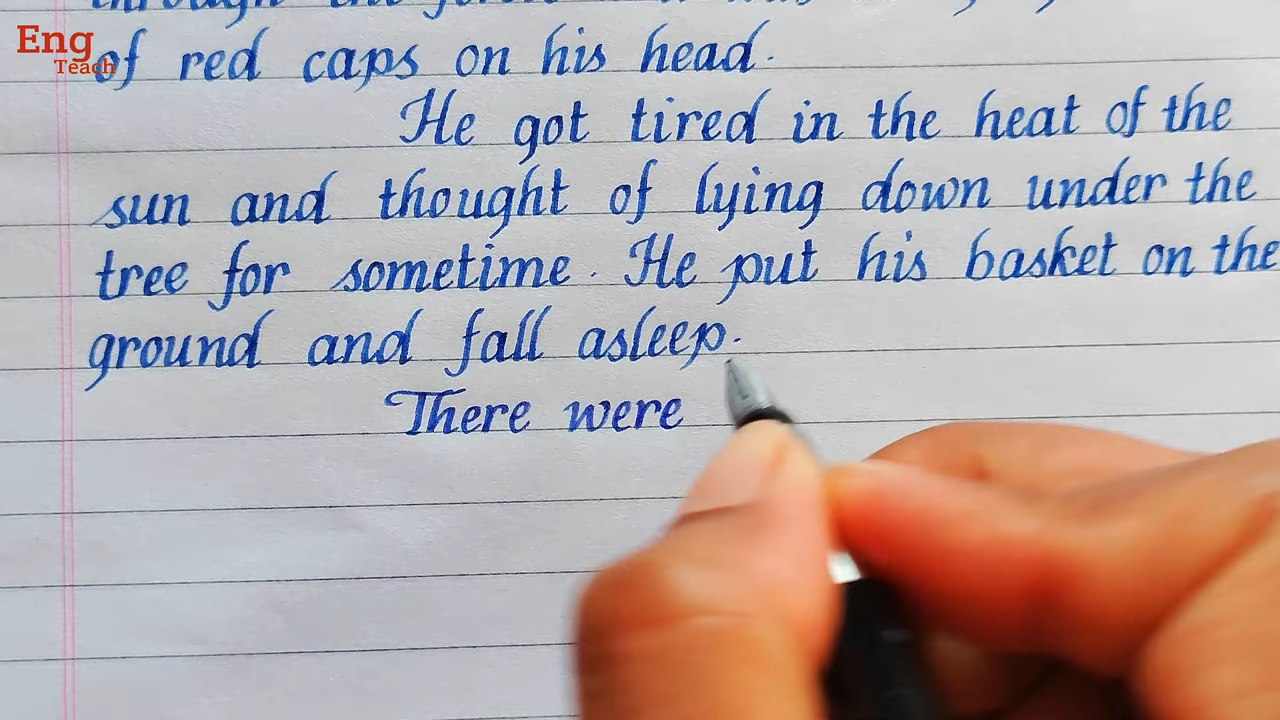 Eng
Teach
through the
of red caps on his head.
He got tired in the heat of the
sun and thought of lying down under the
tree for sometime. He put his basket on the
ground and fall asleep.
There were